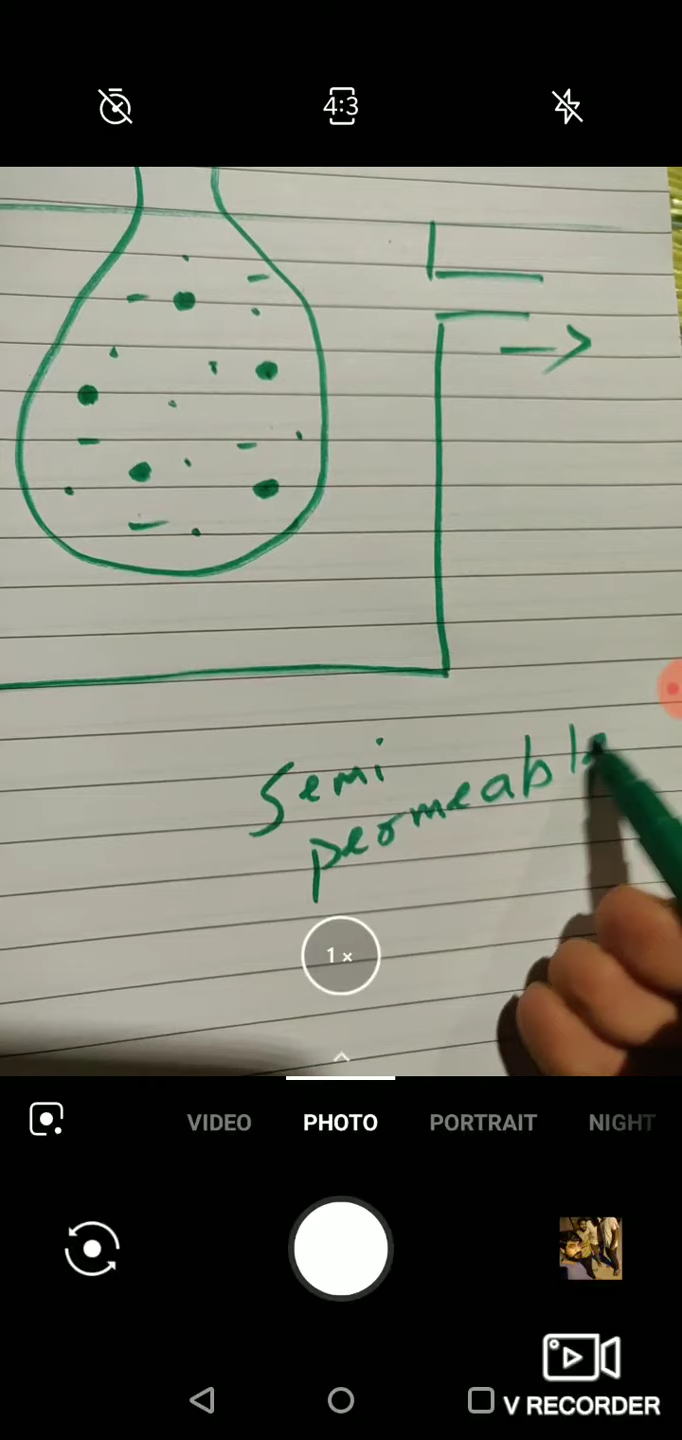 4:3
Semi
permeable
1 ×
VIDEO PHOTO PORTRAIT NIGHT
V RECORDER